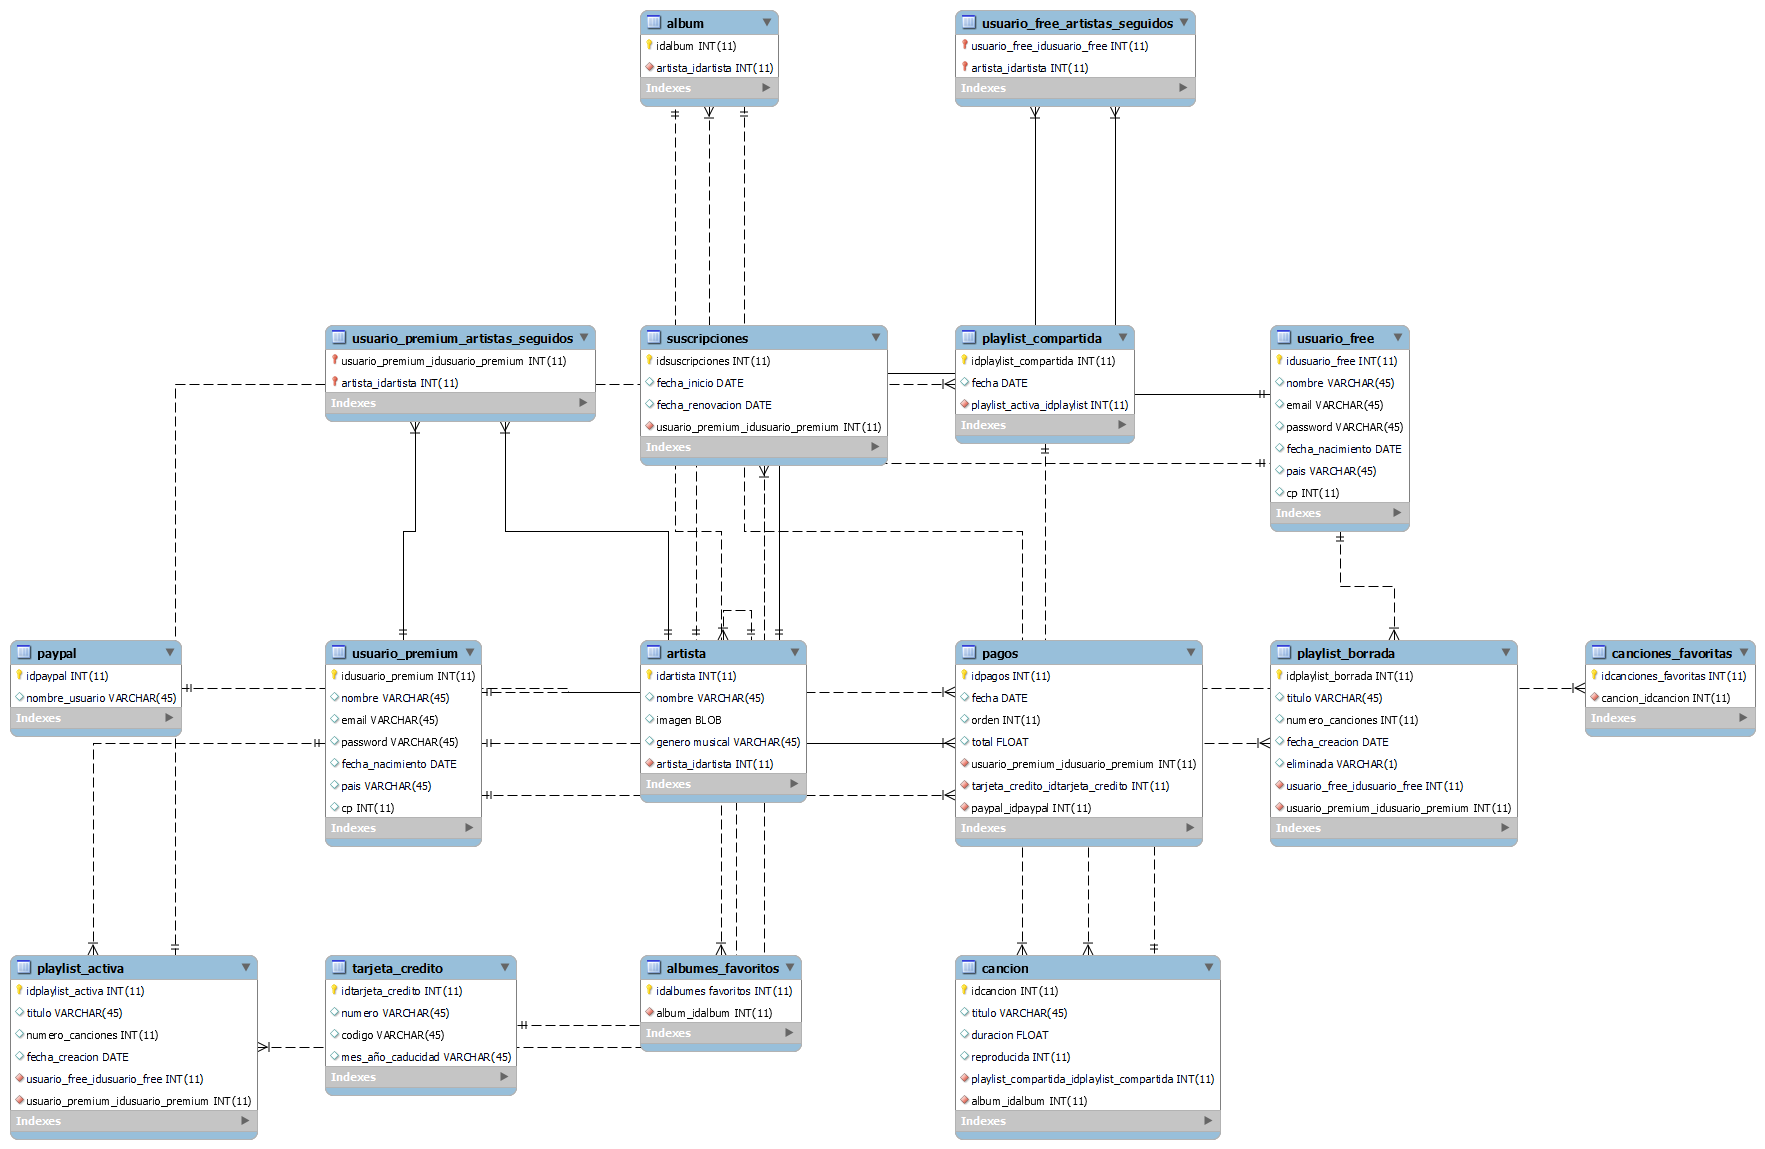 album
idalbum INT(11)
artista_idartista INT(11)
Indexes
usuario_free_artistas_seguidos
usuario_free_idusuario_free INT(11)
artista_idartista INT(11)
Indexes
usuario_premium_artistas_seguidos
usuario_premium_idusuario_premium INT(11)
artista_idartista INT(11)
Indexes
suscripciones
idsuscripciones INT(11)
fecha_inicio DATE
fecha_renovacion DATE
usuario_premium_idusuario_premium INT(11)
Indexes
playlist_compartida
idplaylist_compartida INT(11)
fecha DATE
playlist_activa_idplaylist INT(11)
Indexes
usuario_free
idusuario_free INT(11)
nombre VARCHAR(45)
email VARCHAR(45)
password VARCHAR(45)
fecha_nacimiento DATE
pais VARCHAR(45)
cp INT(11)
Indexes
paypal
idpaypal INT(11)
nombre_usuario VARCHAR(45)
Indexes
usuario_premium
idusuario_premium INT(11)
nombre VARCHAR(45)
email VARCHAR(45)
password VARCHAR(45)
fecha_nacimiento DATE
pais VARCHAR(45)
cp INT(11)
Indexes
artista
idartista INT(11)
nombre VARCHAR(45)
imagen BLOB
genero musical VARCHAR(45)
artista_idartista INT(11)
Indexes
pagos
idpagos INT(11)
fecha DATE
orden INT(11)
total FLOAT
usuario_premium_idusuario_premium INT(11)
tarjeta_credito_idtarjeta_credito INT(11)
paypal_idpaypal INT(11)
Indexes
playlist_borrada
idplaylist_borrada INT(11)
titulo VARCHAR(45)
numero_canciones INT(11)
fecha_creacion DATE
eliminada VARCHAR(1)
usuario_free_idusuario_free INT(11)
usuario_premium_idusuario_premium INT(11)
Indexes
canciones_favoritas
idcanciones_favoritas INT(11)
cancion_idcancion INT(11)
Indexes
playlist_activa
idplaylist_activa INT(11)
titulo VARCHAR(45)
numero_canciones INT(11)
fecha_creacion DATE
usuario_free_idusuario_free INT(11)
usuario_premium_idusuario_premium INT(11)
Indexes
tarjeta_credito
idtarjeta_credito INT(11)
numero VARCHAR(45)
codigo VARCHAR(45)
mes_año_caducidad VARCHAR(45)
Indexes
albumes_favoritos
idalbumes favoritos INT(11)
album_idalbum INT(11)
Indexes
cancion
idcancion INT(11)
titulo VARCHAR(45)
duracion FLOAT
reproducida INT(11)
playlist_compartida_idplaylist_compartida INT(11)
album_idalbum INT(11)
Indexes